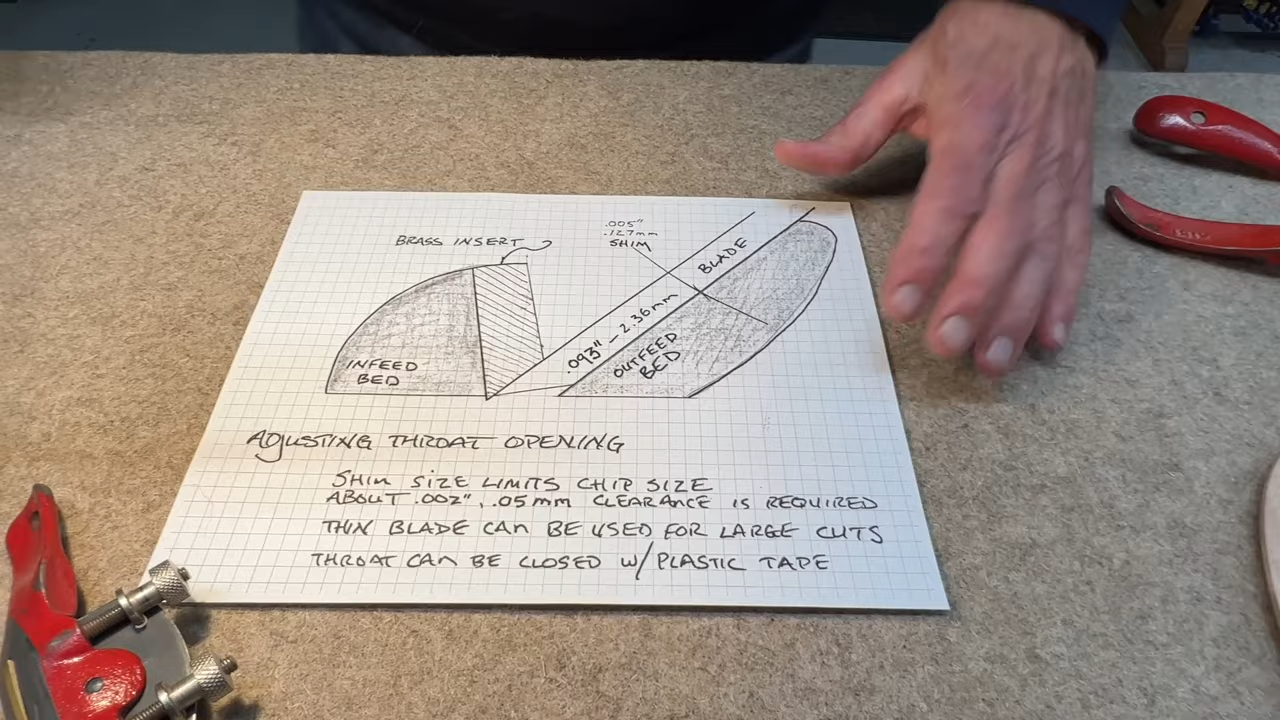 BRASS INSERT
.005"
.127mm
SHIM
BLADE
.093" - 2.36mm
OUTFEED
BED
INFEED
BED
ADJUSTING THROAT OPENING
SHIM SIZE LIMITS CHIP SIZE
ABOUT .002", .05mm CLEARANCE IS REQUIRED
THIN BLADE CAN BE USED FOR LARGE CUTS
THROAT CAN BE CLOSED W/PLASTIC TAPE